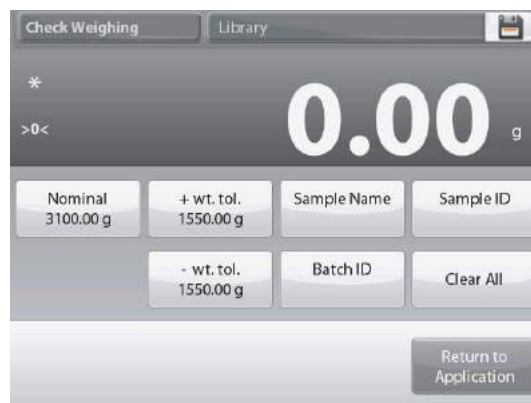 Check Weighing
Library
*
>0<
0.00 g
Nominal
3100.00 g
+ wt. tol.
1550.00 g
Sample Name
Sample ID
- wt. tol.
1550.00 g
Batch ID
Clear All
Return to
Application